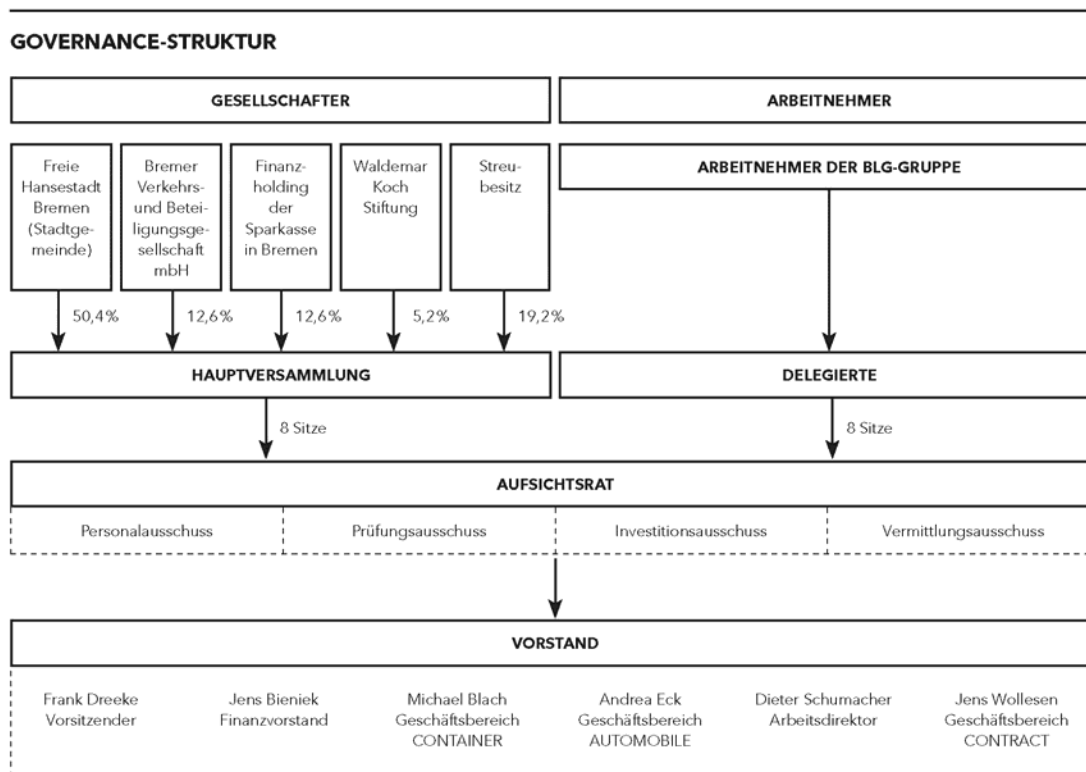 GOVERNANCE-STRUKTUR
GESELLSCHAFTER
ARBEITNEHMER
Freie
Hansestadt
Bremen
(Stadtge-
meinde)
Bremer
Verkehrs-
und Betei-
ligungsge-
sellschaft
mbH
Finanz-
holding
der
Sparkasse
in Bremen
Waldemar
Koch
Stiftung
Streu-
besitz
ARBEITNEHMER DER BLG-GRUPPE
50,4%
12,6%
12,6%
5,2%
19,2%
HAUPTVERSAMMLUNG
DELEGIERTE
8 Sitze
8 Sitze
AUFSICHTSRAT
Personalausschuss
Prüfungsausschuss
Investitionsausschuss
Vermittlungsausschuss
VORSTAND
Frank Dreeke
Vorsitzender
Jens Bieniek
Finanzvorstand
Michael Blach
Geschäftsbereich
CONTAINER
Andrea Eck
Geschäftsbereich
AUTOMOBILE
Dieter Schumacher
Arbeitsdirektor
Jens Wollesen
Geschäftsbereich
CONTRACT